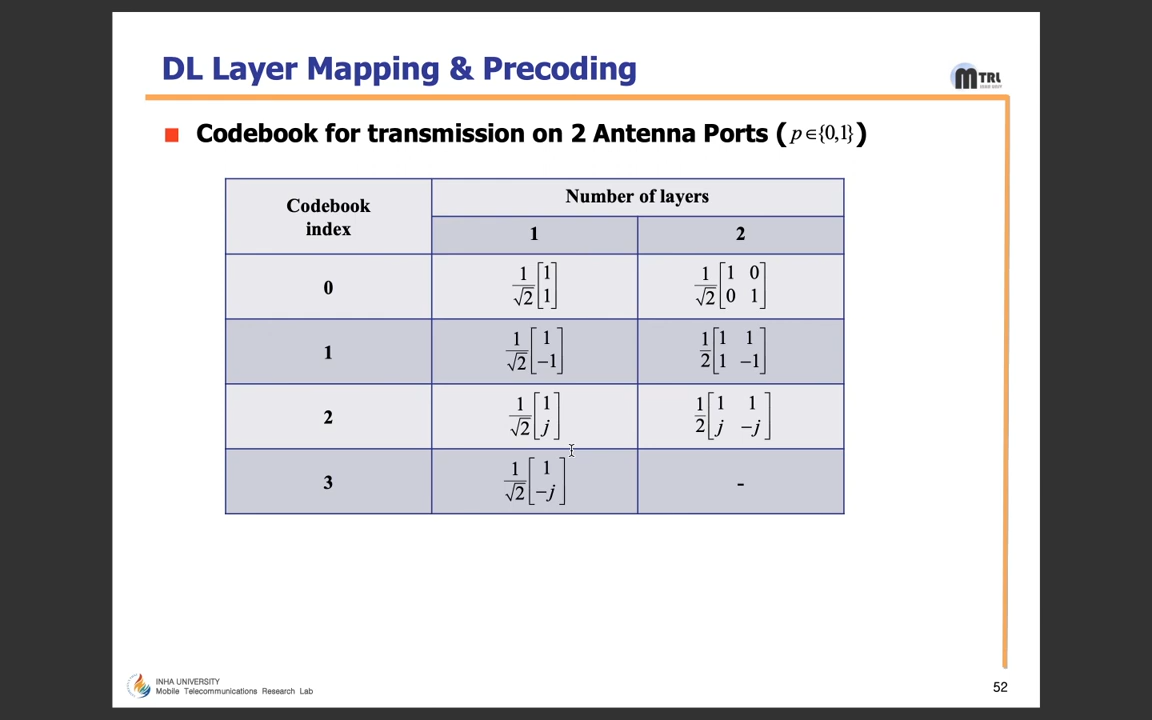 DL Layer Mapping & Precoding
mTRL
Codebook for transmission on 2 Antenna Ports ( p∈{0,1} )
Codebook index
Number of layers
1
2
0
1/√2 [1; 1]
1/√2 [1 0; 0 1]
1
1/√2 [1; −1]
1/2 [1 1; 1 −1]
2
1/√2 [1; j]
1/2 [1 1; j −j]
3
1/√2 [1; −j]
-
INHA UNIVERSITY
Mobile Telecommunications Research Lab
52